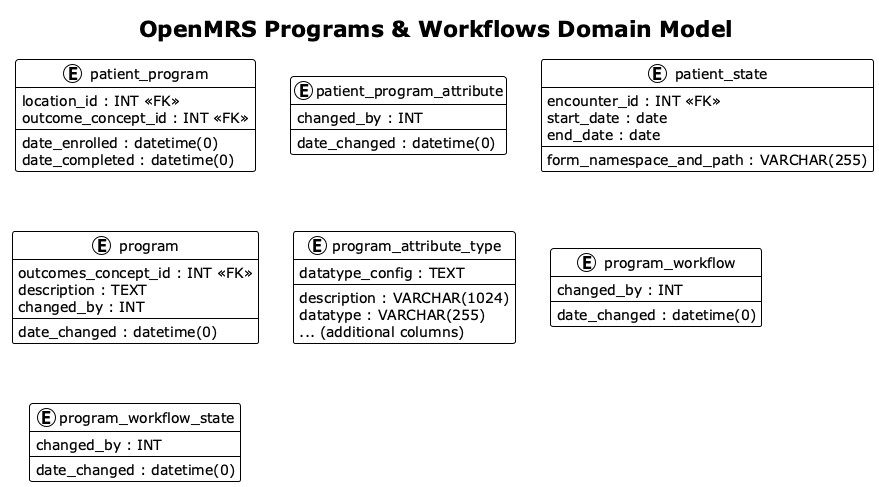 OpenMRS Programs & Workflows Domain Model
E patient_program
location_id : INT «FK»
outcome_concept_id : INT «FK»
date_enrolled : datetime(0)
date_completed : datetime(0)
E patient_program_attribute
changed_by : INT
date_changed : datetime(0)
E patient_state
encounter_id : INT «FK»
start_date : date
end_date : date
form_namespace_and_path : VARCHAR(255)
E program
outcomes_concept_id : INT «FK»
description : TEXT
changed_by : INT
date_changed : datetime(0)
E program_attribute_type
datatype_config : TEXT
description : VARCHAR(1024)
datatype : VARCHAR(255)
... (additional columns)
E program_workflow
changed_by : INT
date_changed : datetime(0)
E program_workflow_state
changed_by : INT
date_changed : datetime(0)